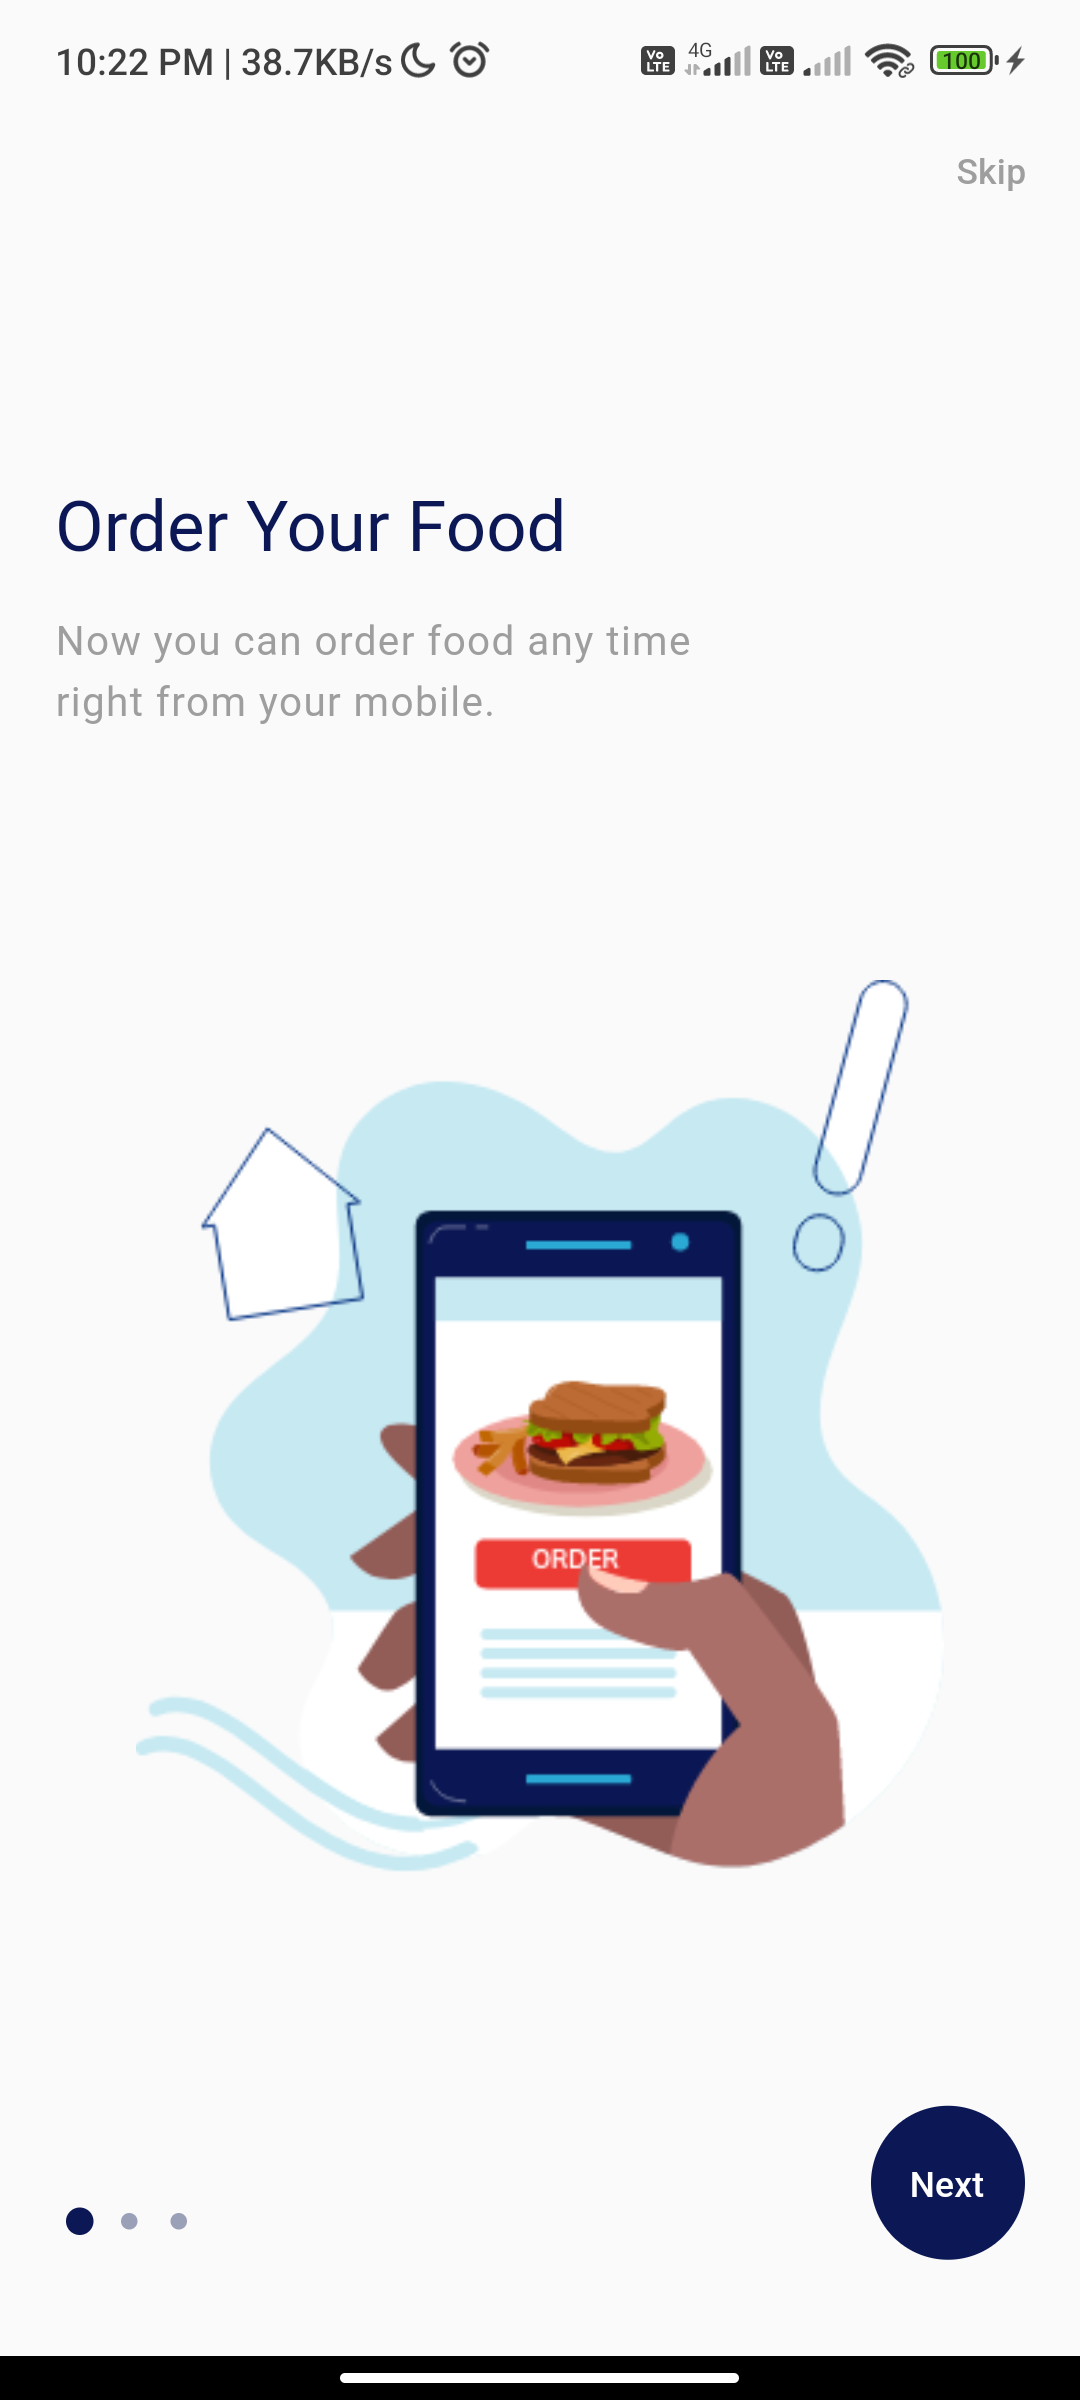 10:22 PM | 38.7KB/s Vo LTE 4G Vo LTE 100
Skip
Order Your Food
Now you can order food any time
right from your mobile.
ORDER
Next